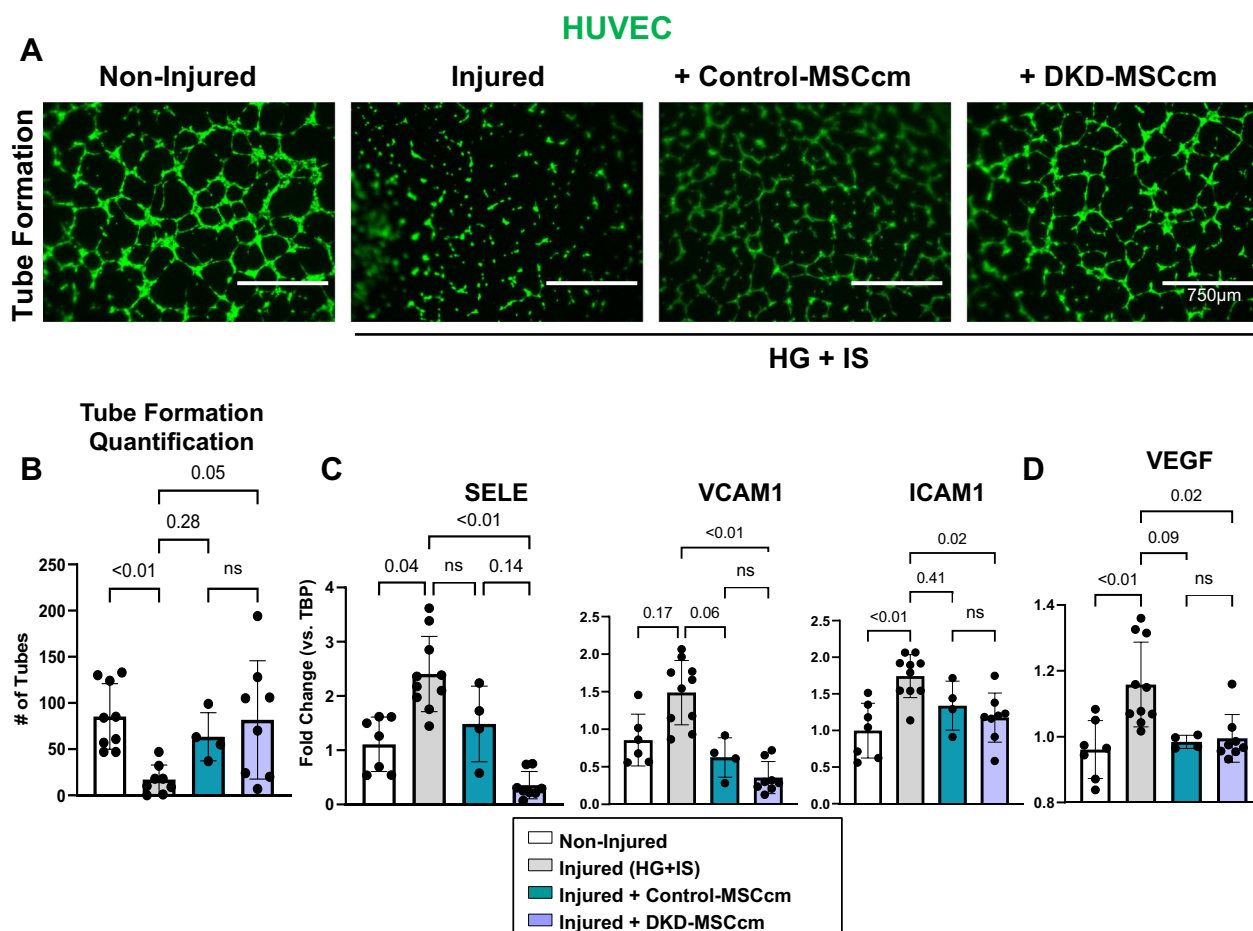 HUVEC
A
Non-Injured
Injured
+ Control-MSCcm
+ DKD-MSCcm
Tube Formation
750µm
HG + IS
B
Tube Formation
Quantification
0.05
0.28
<0.01
ns
250
200
150
100
50
0
# of Tubes
C
SELE
<0.01
0.04
ns
0.14
4
3
2
1
0
Fold Change (vs. TBP)
VCAM1
<0.01
ns
0.17
0.06
2.5
2.0
1.5
1.0
0.5
0.0
ICAM1
0.02
0.41
<0.01
ns
2.5
2.0
1.5
1.0
0.5
0.0
D
VEGF
0.02
0.09
<0.01
ns
1.4
1.2
1.0
0.8
Non-Injured
Injured (HG+IS)
Injured + Control-MSCcm
Injured + DKD-MSCcm